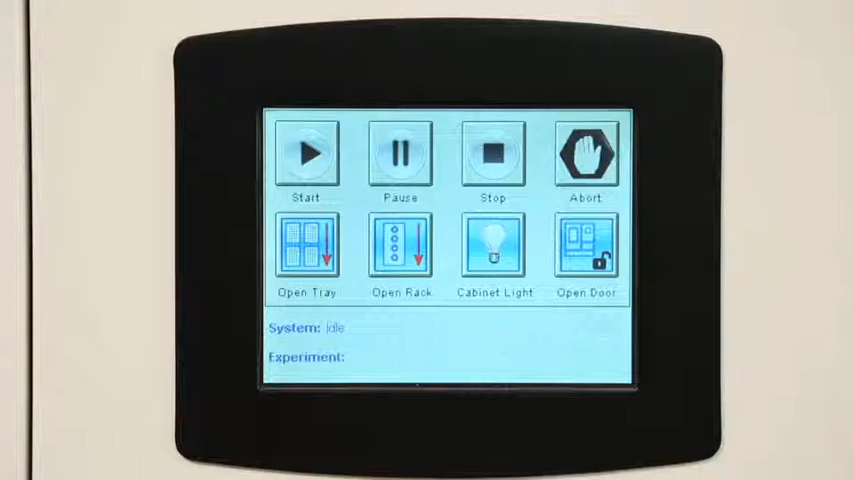 Start Pause Stop Abort
Open Tray Open Rack Cabinet Light Open Door
System: Idle
Experiment: